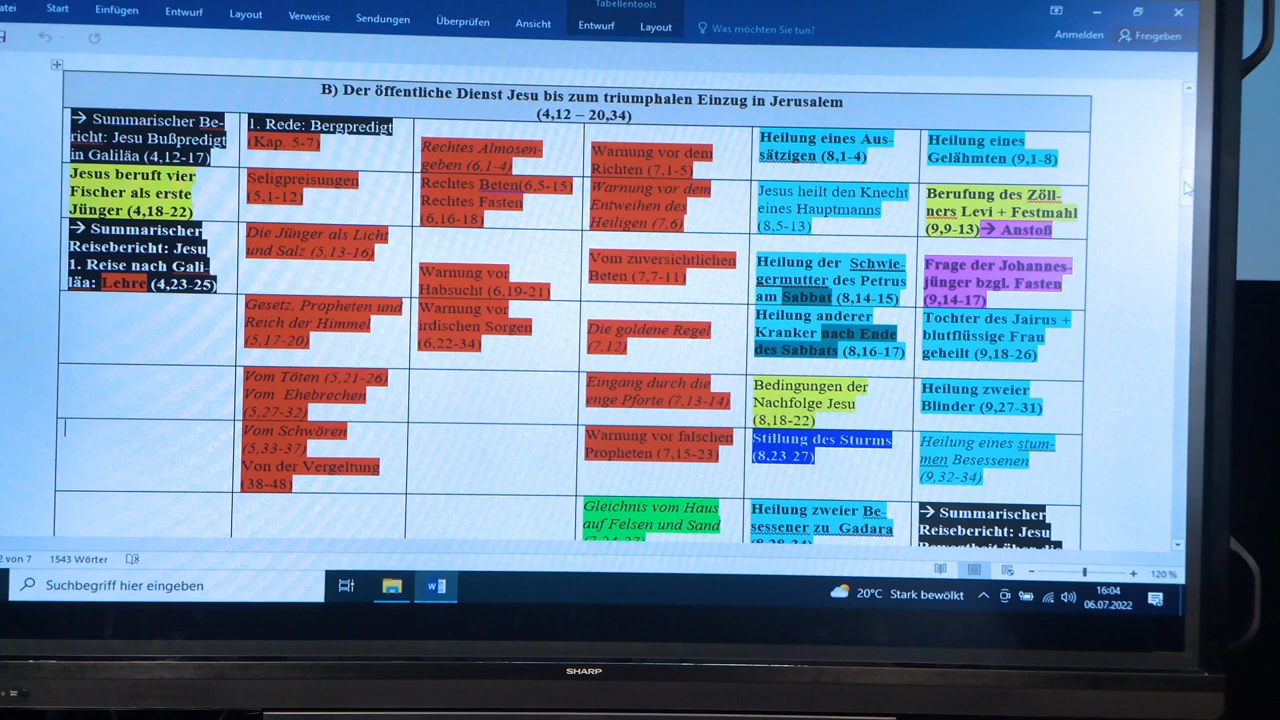 Start Einfügen Entwurf Layout Verweise Sendungen Überprüfen Ansicht
Tabellentools
Entwurf Layout
Was möchten Sie tun?
Anmelden Freigeben
B) Der öffentliche Dienst Jesu bis zum triumphalen Einzug in Jerusalem
(4,12 – 20,34)
→ Summarischer Be-
richt: Jesu Bußpredigt
in Galiläa (4,12-17)
Jesus beruft vier
Fischer als erste
Jünger (4,18-22)
→ Summarischer
Reisebericht: Jesu
1. Reise nach Gali-
läa: Lehre (4,23-25)
1. Rede: Bergpredigt
(Kap. 5-7)
Seligpreisungen
(5,1-12)
Die Jünger als Licht
und Salz (5,13-16)
Gesetz, Propheten und
Reich der Himmel
(5,17-20)
Vom Töten (5,21-26)
Vom Ehebrechen
(5,27-32)
Vom Schwören
(5,33-37)
Von der Vergeltung
(38-48)
Rechtes Almosen-
geben (6,1-4)
Rechtes Beten(6,5-15)
Rechtes Fasten
(6,16-18)
Warnung vor
Habsucht (6,19-21)
Warnung vor
irdischen Sorgen
(6,22-34)
Warnung vor dem
Richten (7,1-5)
Warnung vor dem
Entweihen des
Heiligen (7,6)
Vom zuversichtlichen
Beten (7,7-11)
Die goldene Regel
(7,12)
Eingang durch die
enge Pforte (7,13-14)
Warnung vor falschen
Propheten (7,15-23)
Gleichnis vom Haus
auf Felsen und Sand
Heilung eines Aus-
sätzigen (8,1-4)
Jesus heilt den Knecht
eines Hauptmanns
(8,5-13)
Heilung der Schwie-
germutter des Petrus
am Sabbat (8,14-15)
Heilung anderer
Kranker nach Ende
des Sabbats (8,16-17)
Bedingungen der
Nachfolge Jesu
(8,18-22)
Stillung des Sturms
(8,23-27)
Heilung zweier Be-
sessener zu Gadara
Heilung eines
Gelähmten (9,1-8)
Berufung des Zöll-
ners Levi + Festmahl
(9,9-13)→ Anstoß
Frage der Johannes-
jünger bzgl. Fasten
(9,14-17)
Tochter des Jairus +
blutflüssige Frau
geheilt (9,18-26)
Heilung zweier
Blinder (9,27-31)
Heilung eines stum-
men Besessenen
(9,32-34)
→ Summarischer
Reisebericht: Jesu
von 7 1543 Wörter
120 %
Suchbegriff hier eingeben
20°C Stark bewölkt
16:04
06.07.2022
SHARP